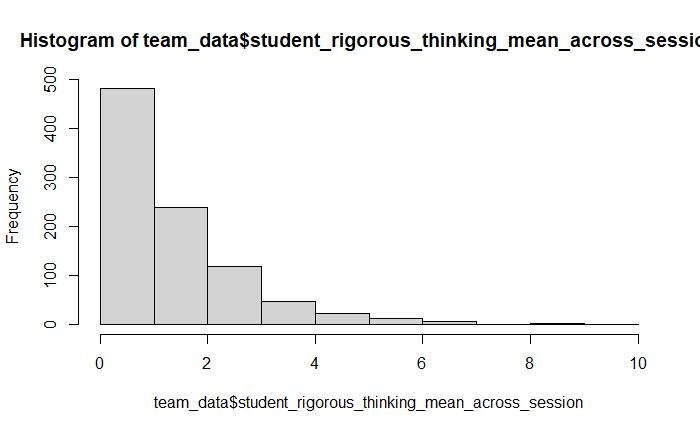 Histogram of team_data$student_rigorous_thinking_mean_across_sessio
500
400
300
200
100
0
Frequency
0 2 4 6 8 10
team_data$student_rigorous_thinking_mean_across_session